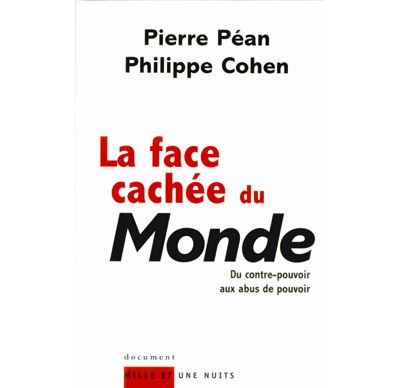 Pierre Péan
Philippe Cohen
La face
cachée du
Monde
Du contre-pouvoir
aux abus de pouvoir
document
MILLE ET UNE NUITS